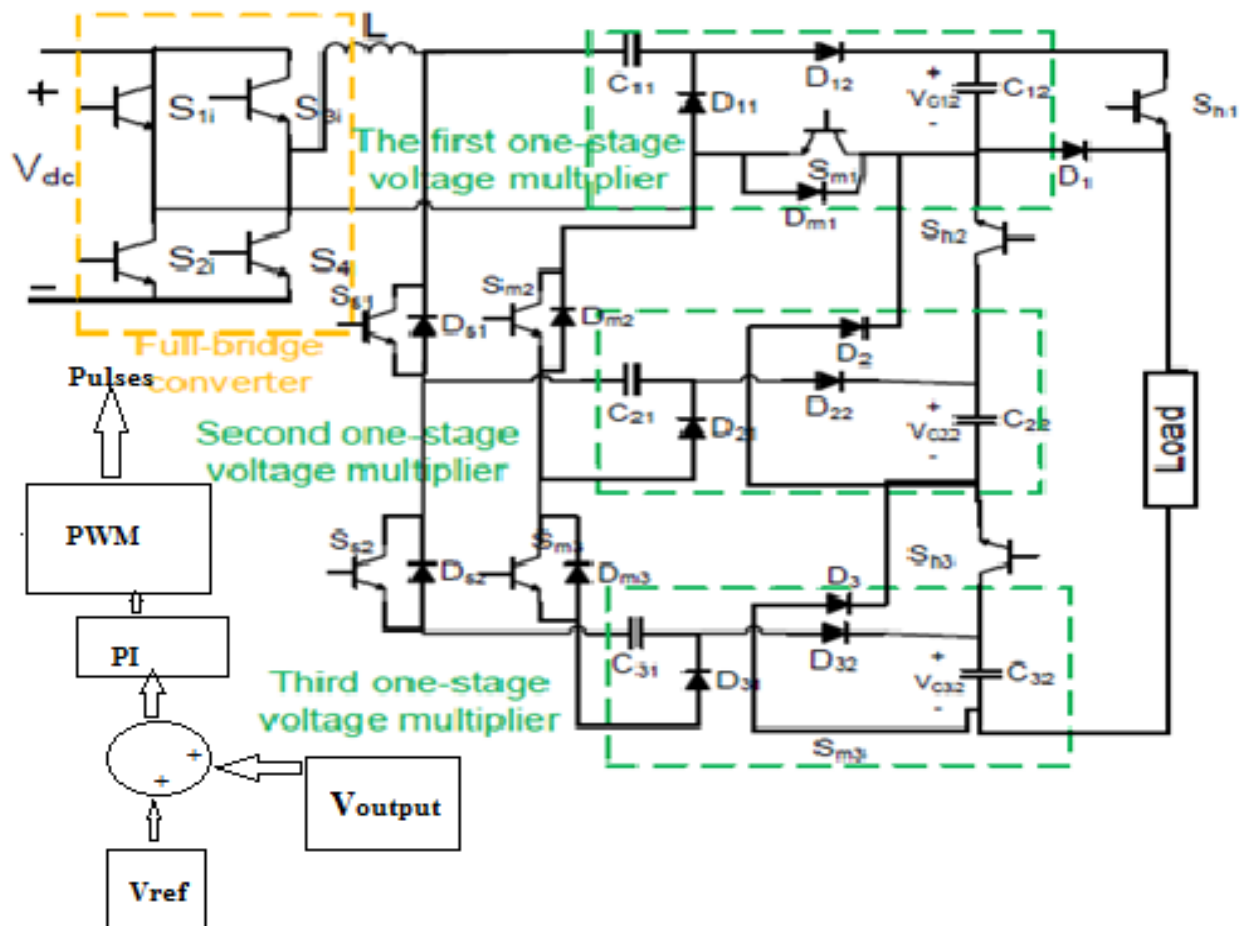 L
+
S1i
S3i
Vdc
S2i
S4
−
Full-bridge
converter
The first one-stage
voltage multiplier
C11
D11
D12
+
VC12
-
C12
Sh1
Sm1
Dm1
D1
Sh2
Ss1
Ds1
Sm2
Dm2
D2
C21
D21
D22
+
VC22
-
C22
Load
Second one-stage
voltage multiplier
Ss2
Ds2
Sm3
Dm3
Sh3
D3
C31
D31
D32
+
VC32
-
C32
Sm3i
Third one-stage
voltage multiplier
Pulses
PWM
PI
+
+
Voutput
Vref